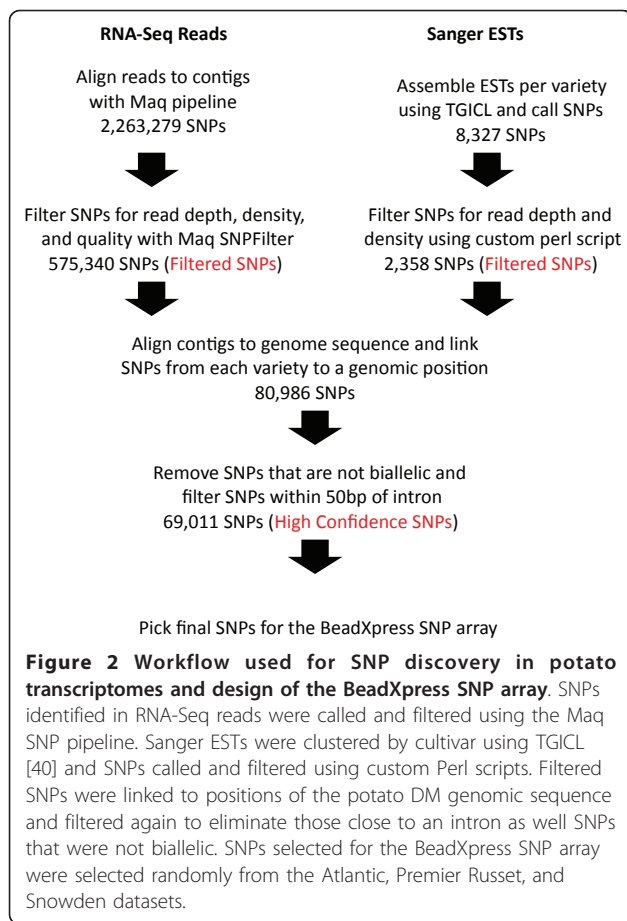 RNA-Seq Reads
Align reads to contigs
with Maq pipeline
2,263,279 SNPs
Filter SNPs for read depth, density,
and quality with Maq SNPFilter
575,340 SNPs (Filtered SNPs)
Sanger ESTs
Assemble ESTs per variety
using TGICL and call SNPs
8,327 SNPs
Filter SNPs for read depth and
density using custom perl script
2,358 SNPs (Filtered SNPs)
Align contigs to genome sequence and link
SNPs from each variety to a genomic position
80,986 SNPs
Remove SNPs that are not biallelic and
filter SNPs within 50bp of intron
69,011 SNPs (High Confidence SNPs)
Pick final SNPs for the BeadXpress SNP array
Figure 2 Workflow used for SNP discovery in potato
transcriptomes and design of the BeadXpress SNP array. SNPs
identified in RNA-Seq reads were called and filtered using the Maq
SNP pipeline. Sanger ESTs were clustered by cultivar using TGICL
[40] and SNPs called and filtered using custom Perl scripts. Filtered
SNPs were linked to positions of the potato DM genomic sequence
and filtered again to eliminate those close to an intron as well SNPs
that were not biallelic. SNPs selected for the BeadXpress SNP array
were selected randomly from the Atlantic, Premier Russet, and
Snowden datasets.